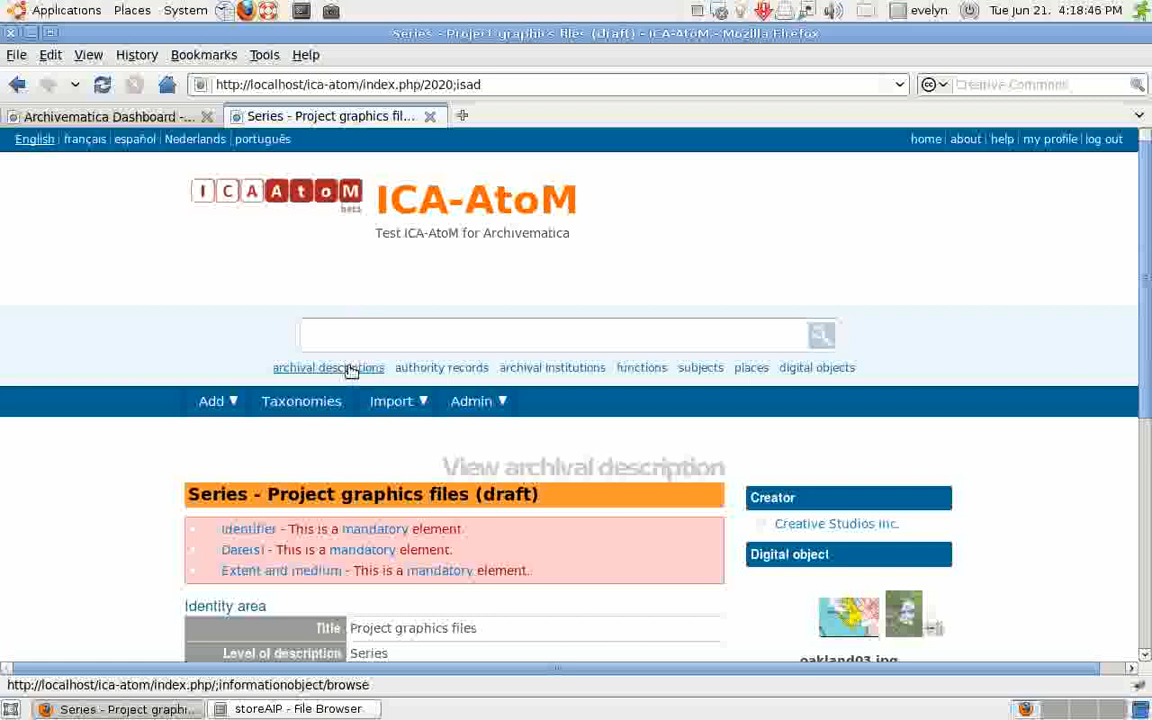 Applications Places System evelyn Tue Jun 21, 4:18:46 PM
Series - Project graphics files (draft) - ICA-AtoM - Mozilla Firefox
File Edit View History Bookmarks Tools Help
http://localhost/ica-atom/index.php/2020;isad Creative Commons
Archivematica Dashboard -... Series - Project graphics fil...
English français español Nederlands português home about help my profile log out
ICAAtoM ICA-AtoM
beta
Test ICA-AtoM for Archivematica
archival descriptions authority records archival institutions functions subjects places digital objects
Add Taxonomies Import Admin
View archival description
Series - Project graphics files (draft) Creator
Identifier - This is a mandatory element. Creative Studios Inc.
Date(s) - This is a mandatory element. Digital object
Extent and medium - This is a mandatory element.
Identity area
Title Project graphics files
Level of description Series
oakland03.jpg
http://localhost/ica-atom/index.php/;informationobject/browse
Series - Project graphi... storeAIP - File Browser